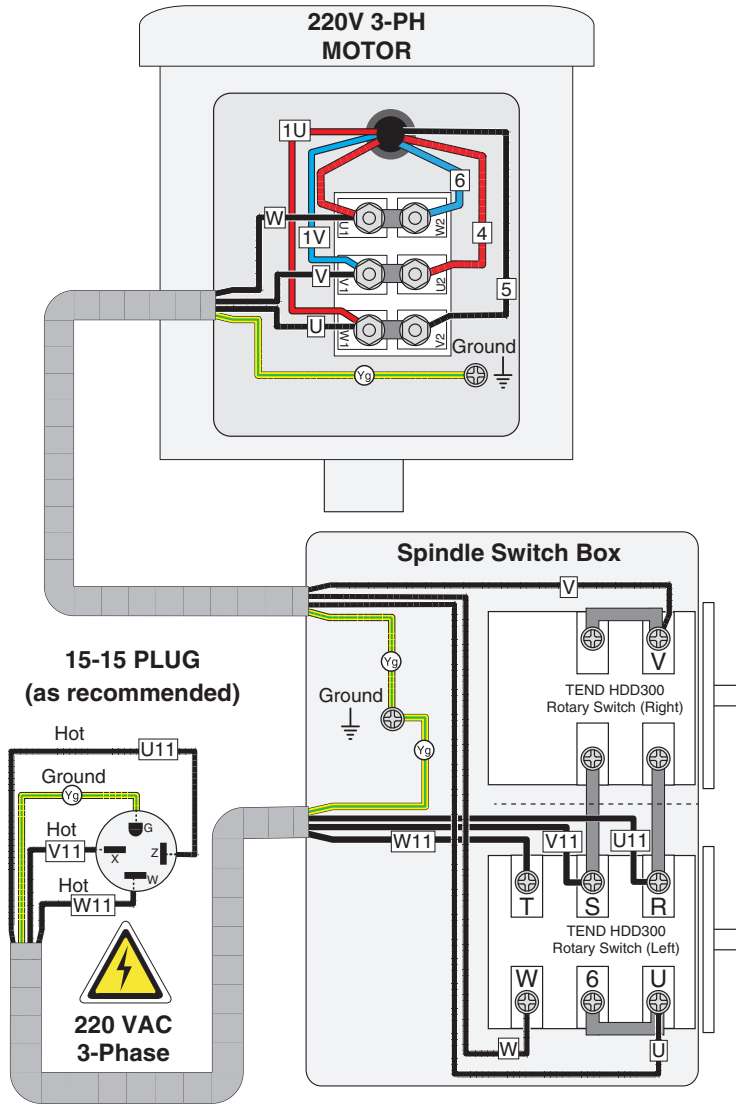 220V 3-PH
MOTOR
1U
6
W
U1
W2
1V
4
V
V1
U2
5
U
W1
V2
Ground
Yg
Spindle Switch Box
V
V
TEND HDD300
Rotary Switch (Right)
Yg
Ground
Yg
15-15 PLUG
(as recommended)
Hot
U11
Ground
Yg
G
Hot
V11
X
Z
Hot
W
W11
220 VAC
3-Phase
W11
V11
U11
T
S
R
TEND HDD300
Rotary Switch (Left)
W
6
U
W
U